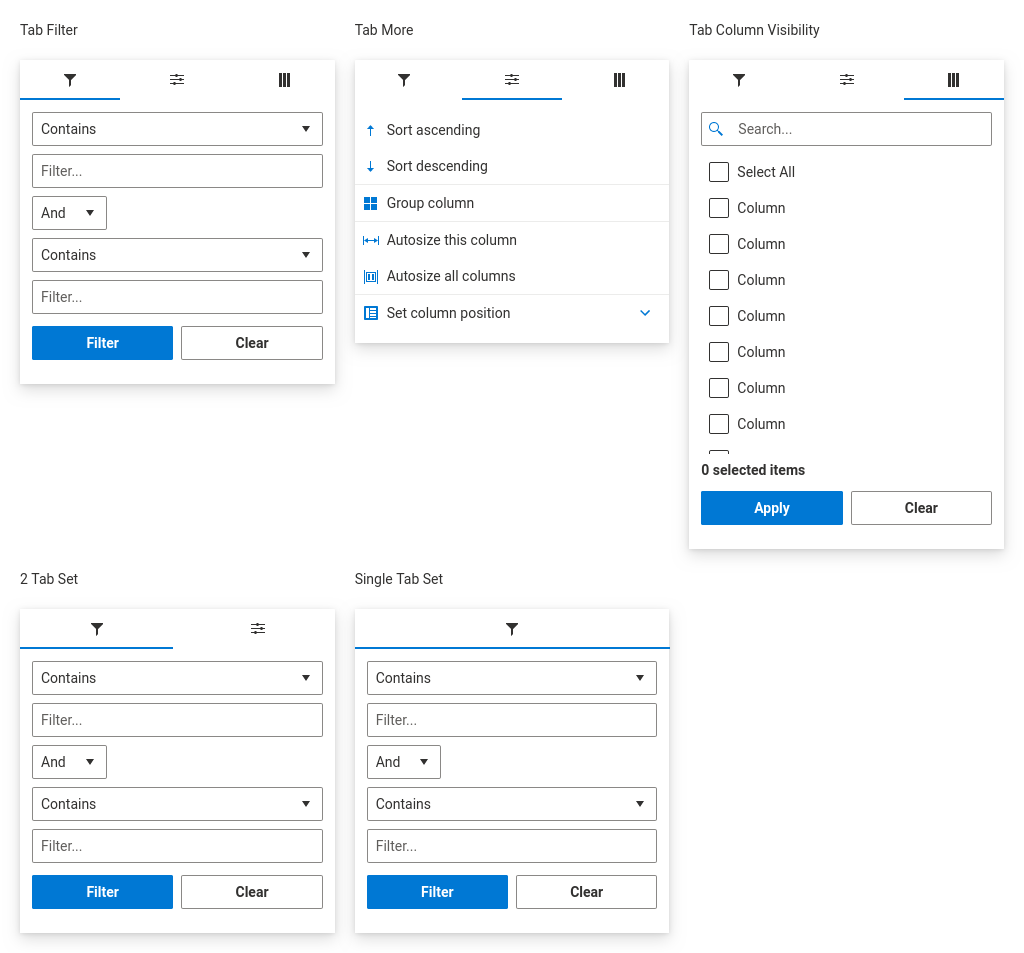 Tab Filter
Contains
Filter...
And
Contains
Filter...
Filter Clear
Tab More
Sort ascending
Sort descending
Group column
Autosize this column
Autosize all columns
Set column position
Tab Column Visibility
Search...
Select All
Column
Column
Column
Column
Column
Column
Column
0 selected items
Apply Clear
2 Tab Set
Contains
Filter...
And
Contains
Filter...
Filter Clear
Single Tab Set
Contains
Filter...
And
Contains
Filter...
Filter Clear